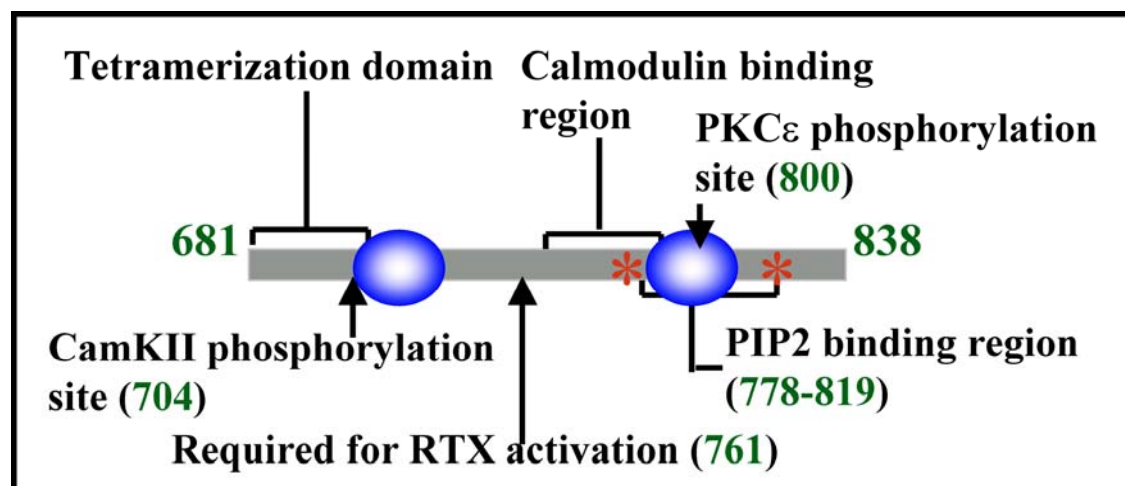 Tetramerization domain
Calmodulin binding
region
PKCε phosphorylation
site (800)
681
838
*
*
CamKII phosphorylation
site (704)
PIP2 binding region
(778-819)
Required for RTX activation (761)